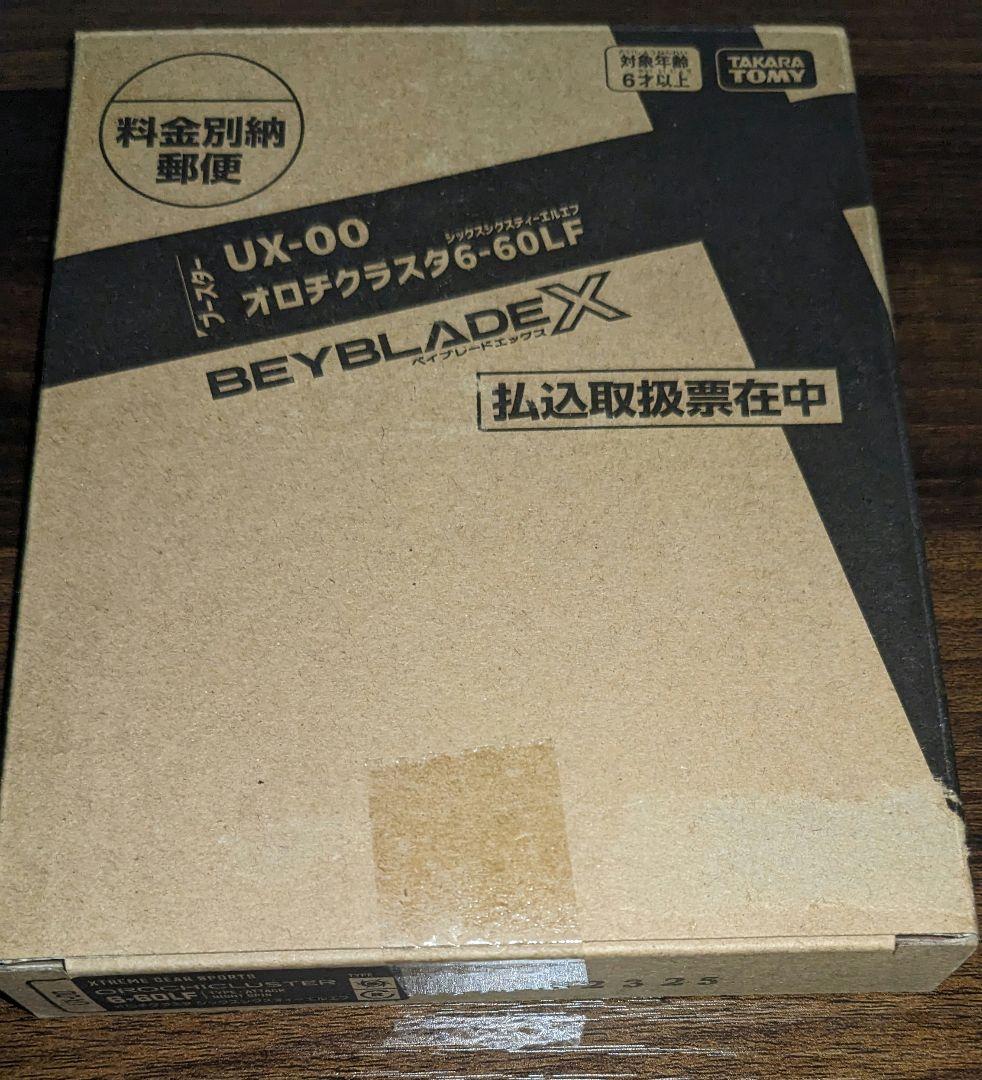 料金別納
郵便
対象年齢
6才以上
TAKARA
TOMY
ブースター
UX-00
シックスシクスティーエルエフ
オロチクラスタ6-60LF
BEYBLADE X
ベイブレードエックス
払込取扱票在中
XTREME GEAR SPORTS
TYPE
6-60LF
RIGHT SPIN
2325